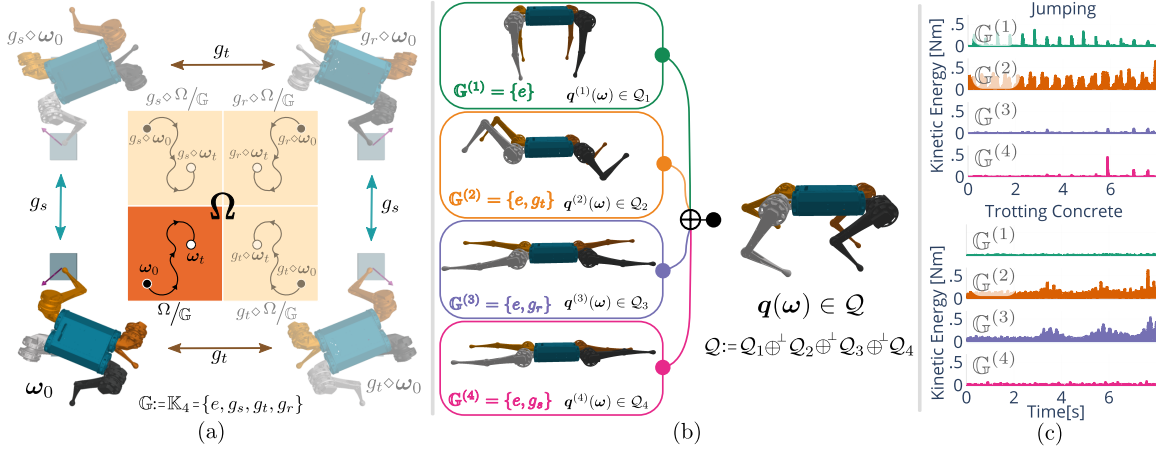 g_s ⋄ ω_0
g_t
g_r ⋄ ω_0
g_s ⋄ Ω/𝔾
g_r ⋄ Ω/𝔾
g_s ⋄ ω_0
g_s ⋄ ω_t
g_r ⋄ ω_0
g_r ⋄ ω_t
g_s
Ω
g_s
ω_0
ω_t
g_t ⋄ ω_t
g_t ⋄ ω_0
Ω/𝔾
g_t ⋄ Ω/𝔾
g_t
ω_0
g_t ⋄ ω_0
𝔾:=𝕂_4={e, g_s, g_t, g_r}
(a)
𝔾^(1) = {e}
q^(1)(ω) ∈ 𝒬_1
𝔾^(2) = {e, g_t}
q^(2)(ω) ∈ 𝒬_2
𝔾^(3) = {e, g_r}
q^(3)(ω) ∈ 𝒬_3
𝔾^(4) = {e, g_s}
q^(4)(ω) ∈ 𝒬_4
q(ω) ∈ 𝒬
𝒬:=𝒬_1⊕^⊥𝒬_2⊕^⊥𝒬_3⊕^⊥𝒬_4
(b)
Jumping
Kinetic Energy [Nm]
.5
0
𝔾^(1)
.5
0
𝔾^(2)
.5
0
𝔾^(3)
.5
0
𝔾^(4)
0 2 4 6
Trotting Concrete
Kinetic Energy [Nm]
.5
0
𝔾^(1)
.5
0
𝔾^(2)
.5
0
𝔾^(3)
.5
0
𝔾^(4)
0 2 4 6
Time[s]
(c)